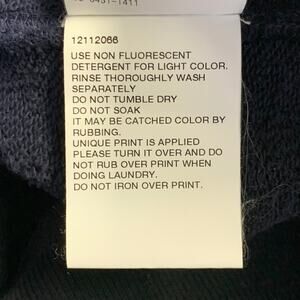 12112066
USE NON FLUORESCENT
DETERGENT FOR LIGHT COLOR.
RINSE THOROUGHLY WASH
SEPARATELY
DO NOT TUMBLE DRY
DO NOT SOAK
IT MAY BE CATCHED COLOR BY
RUBBING.
UNIQUE PRINT IS APPLIED
PLEASE TURN IT OVER AND DO
NOT RUB OVER PRINT WHEN
DOING LAUNDRY.
DO NOT IRON OVER PRINT.